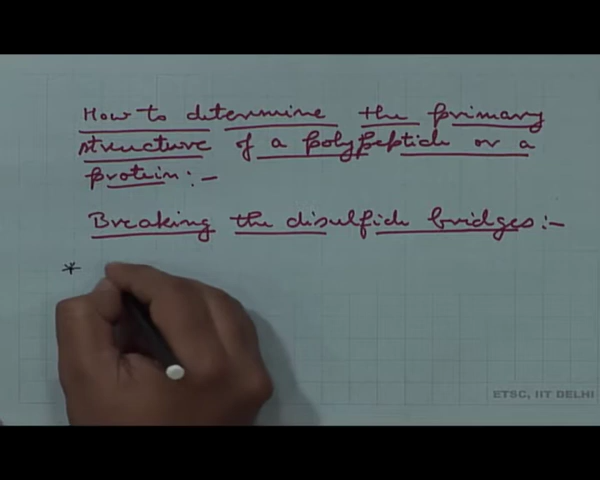 How to determine the primary
structure of a polypeptide or a
protein:-
Breaking the disulfide bridges:-
*
ETSC, IIT DELHI